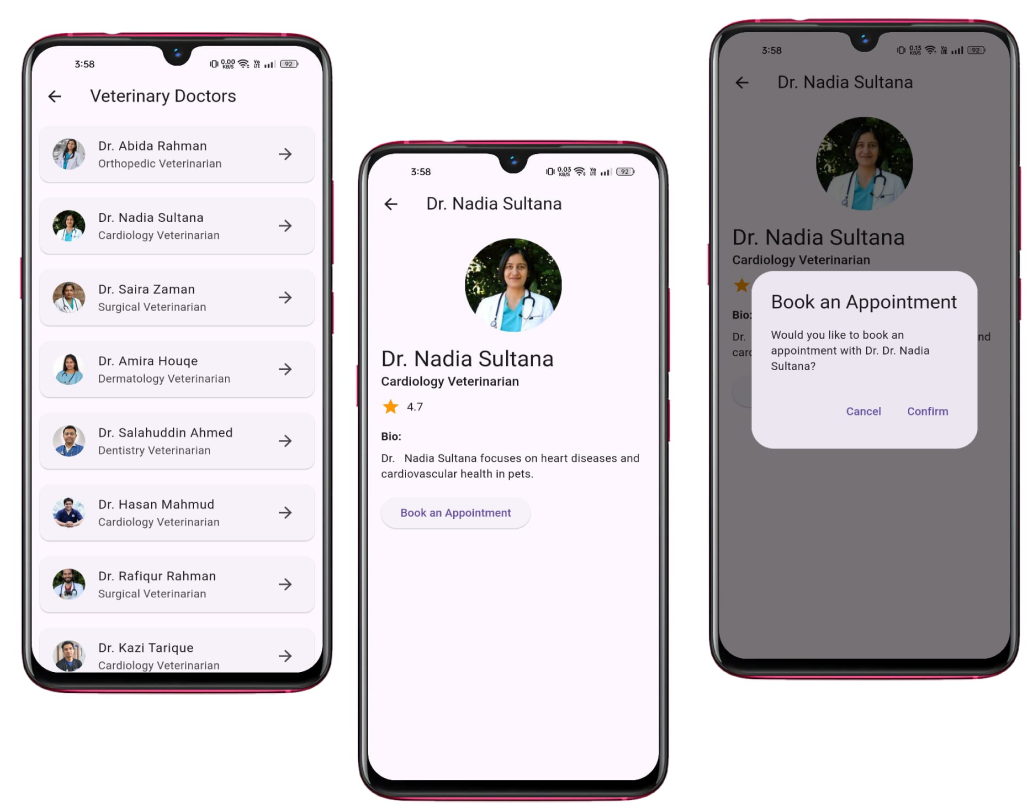 3:58
0.00 KB/S
92
Veterinary Doctors
Dr. Abida Rahman
Orthopedic Veterinarian
Dr. Nadia Sultana
Cardiology Veterinarian
Dr. Saira Zaman
Surgical Veterinarian
Dr. Amira Houqe
Dermatology Veterinarian
Dr. Salahuddin Ahmed
Dentistry Veterinarian
Dr. Hasan Mahmud
Cardiology Veterinarian
Dr. Rafiqur Rahman
Surgical Veterinarian
Dr. Kazi Tarique
Cardiology Veterinarian
3:58
0.03 KB/S
92
Dr. Nadia Sultana
Dr. Nadia Sultana
Cardiology Veterinarian
4.7
Bio:
Dr. Nadia Sultana focuses on heart diseases and
cardiovascular health in pets.
Book an Appointment
3:58
0.15 KB/S
92
Dr. Nadia Sultana
Dr. Nadia Sultana
Cardiology Veterinarian
Bio:
Dr.
nd
card
Book an Appointment
Would you like to book an
appointment with Dr. Dr. Nadia
Sultana?
Cancel Confirm